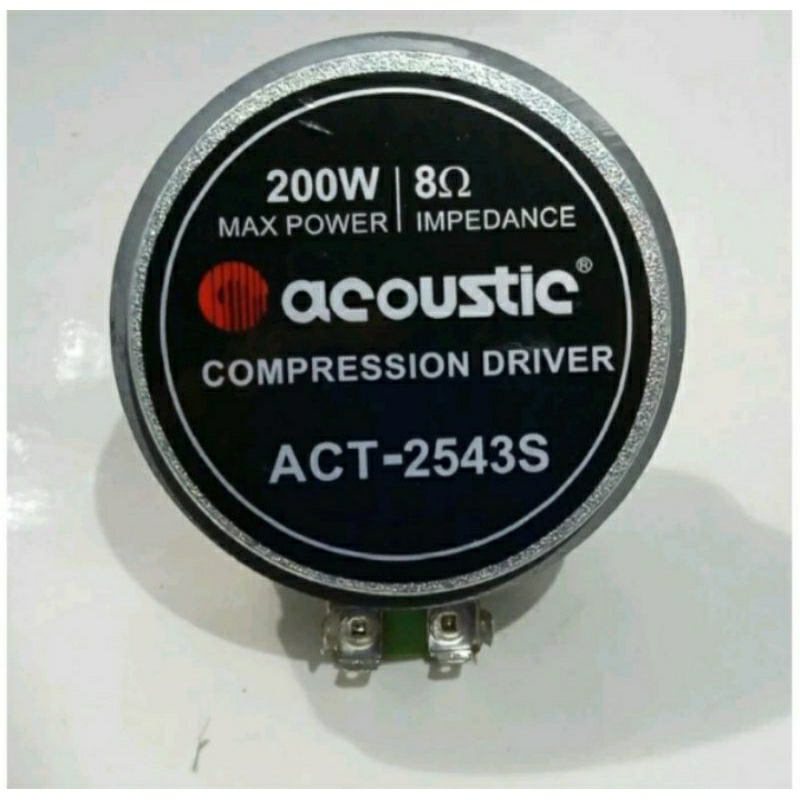 200W | 8Ω
MAX POWER | IMPEDANCE
acoustic®
COMPRESSION DRIVER
ACT-2543S